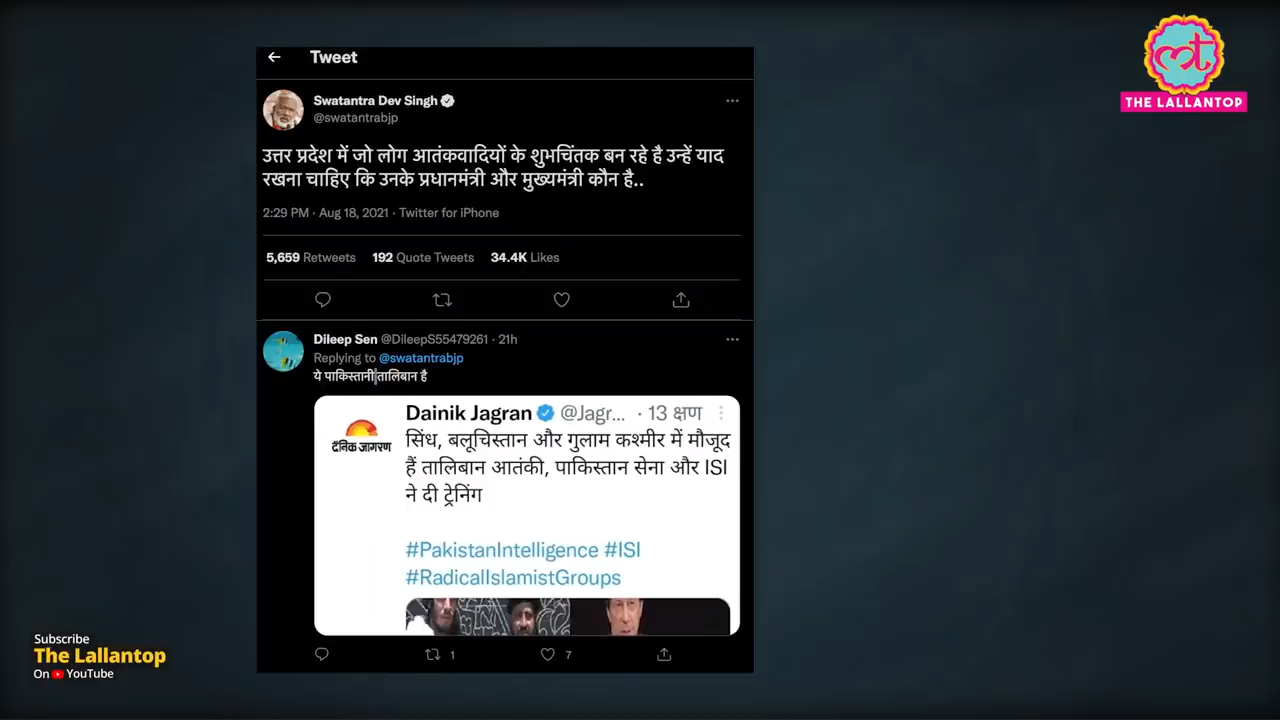 Tweet
Swatantra Dev Singh
@swatantrabjp
उत्तर प्रदेश में जो लोग आतंकवादियों के शुभचिंतक बन रहे है उन्हें याद
रखना चाहिए कि उनके प्रधानमंत्री और मुख्यमंत्री कौन है..
2:29 PM · Aug 18, 2021 · Twitter for iPhone
5,659 Retweets 192 Quote Tweets 34.4K Likes
Dileep Sen @DileepS55479261 · 21h
Replying to @swatantrabjp
ये पाकिस्तानी तालिबान है
Dainik Jagran @Jagr... · 13 क्षण
दैनिक जागरण
सिंध, बलूचिस्तान और गुलाम कश्मीर में मौजूद
हैं तालिबान आतंकी, पाकिस्तान सेना और ISI
ने दी ट्रेनिंग
#PakistanIntelligence #ISI
#RadicalIslamistGroups
1 7
mt
THE LALLANTOP
Subscribe
The Lallantop
On YouTube